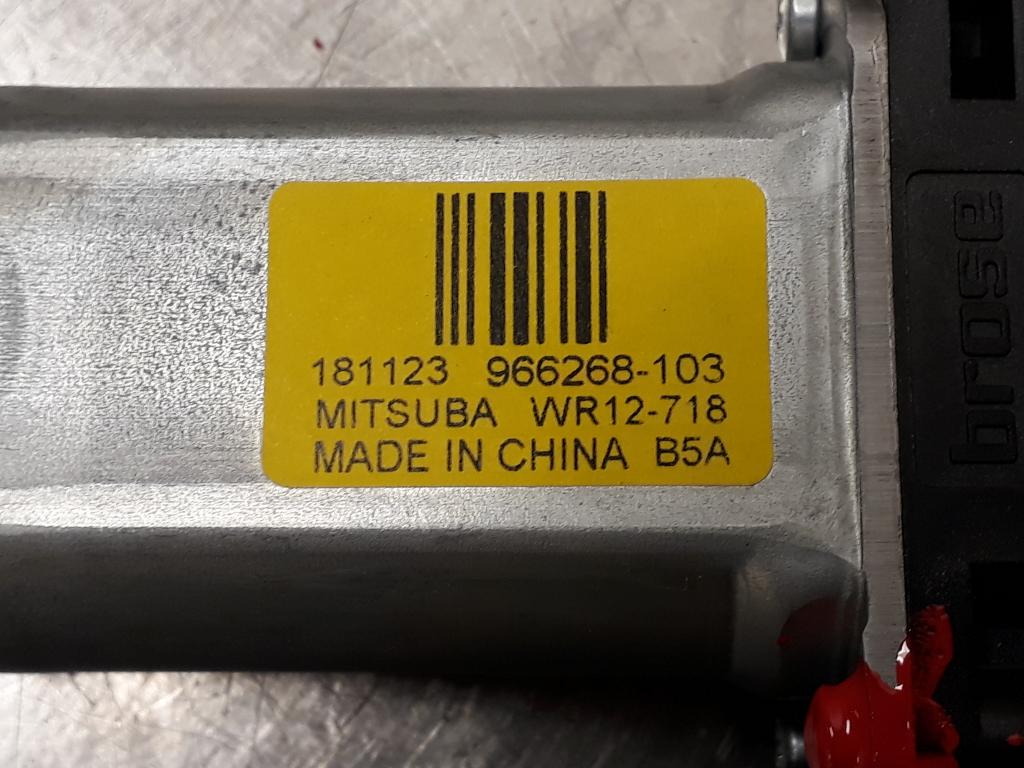 181123 966268-103
MITSUBA WR12-718
MADE IN CHINA B5A
brose